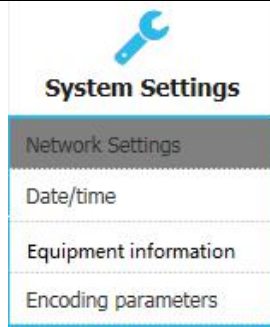 System Settings
Network Settings
Date/time
Equipment information
Encoding parameters